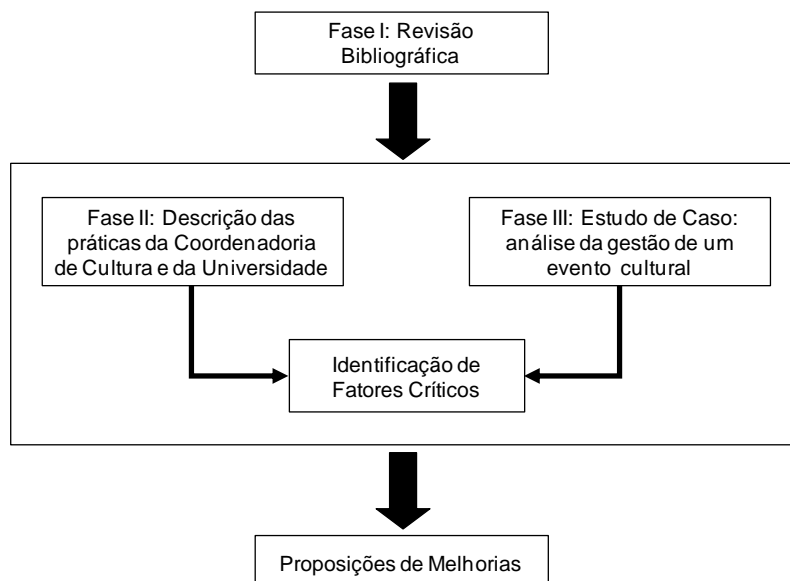 Fase I: Revisão
Bibliográfica
Fase II: Descrição das
práticas da Coordenadoria
de Cultura e da Universidade
Fase III: Estudo de Caso:
análise da gestão de um
evento cultural
Identificação de
Fatores Críticos
Proposições de Melhorias